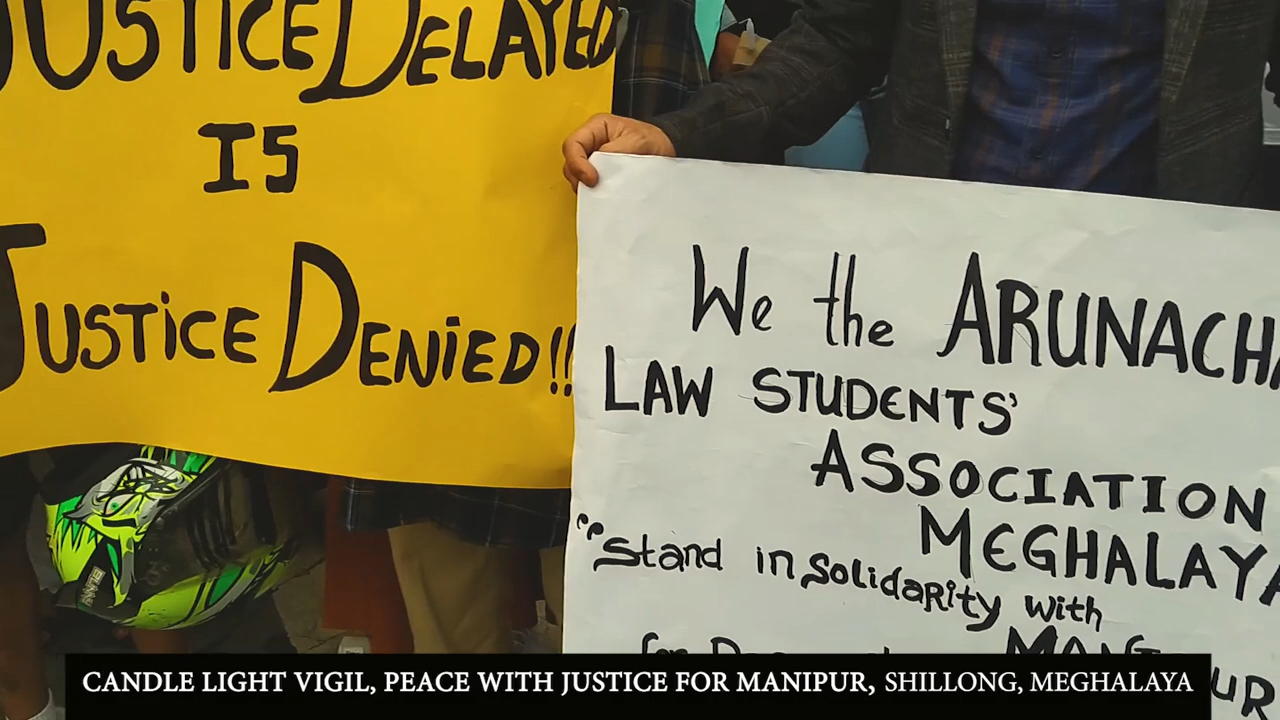 JUSTICE DELAYED
IS
JUSTICE DENIED!!
We the ARUNACHA
LAW STUDENTS'
ASSOCIATION
MEGHALAYA
"Stand in Solidarity with
CANDLE LIGHT VIGIL, PEACE WITH JUSTICE FOR MANIPUR, SHILLONG, MEGHALAYA